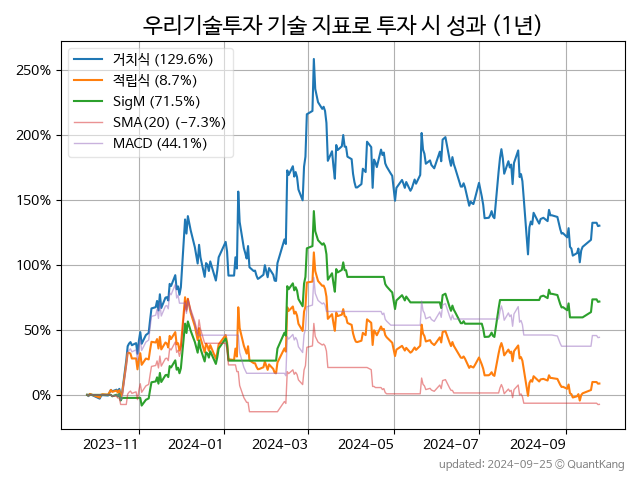 우리기술투자 기술 지표로 투자 시 성과 (1년)
거치식 (129.6%)
적립식 (8.7%)
SigM (71.5%)
SMA(20) (-7.3%)
MACD (44.1%)
250%
200%
150%
100%
50%
0%
2023-11 2024-01 2024-03 2024-05 2024-07 2024-09
updated: 2024-09-25 © QuantKang